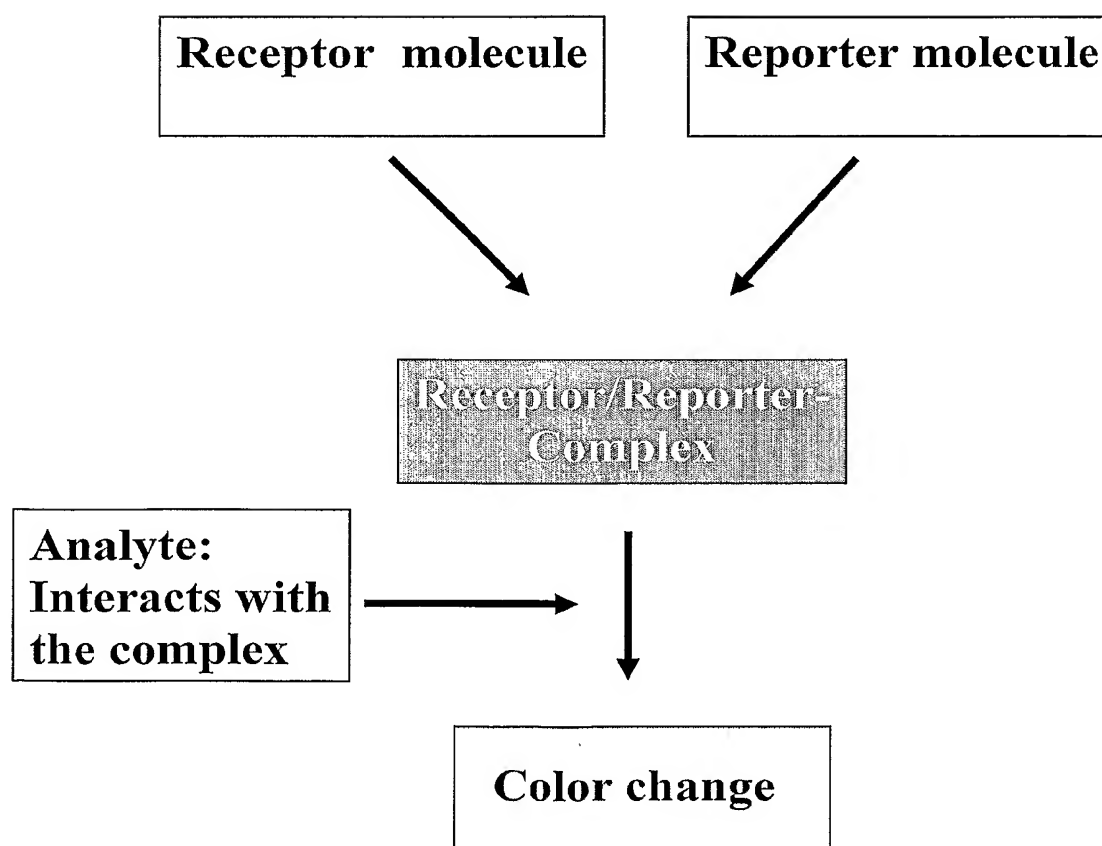 Receptor molecule
Reporter molecule
Receptor/Reporter-
Complex
Analyte:
Interacts with
the complex
Color change